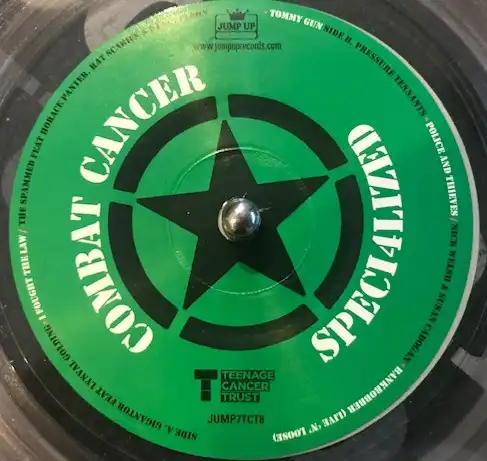 JUMP UP
www.jumpuprecords.com
COMBAT CANCER
SPECI4LIZED
TEENAGE
CANCER
TRUST
JUMP7TCT8
SIDE A. GIGANTOR FEAT LYNVAL GOLDING - I FOUGHT THE LAW / THE SPAMMED FEAT HORACE PANTER, RAT SCABIES &
- TOMMY GUN SIDE B. PRESSURE TENNANTS - POLICE AND THIEVES / NICK WELSH & SUSAN CADOGAN - BANKROBBER (LIVE 'N' LOOSE)